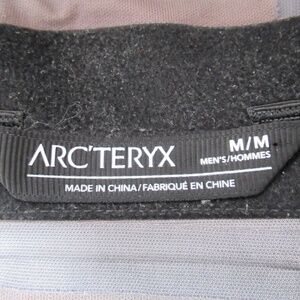 ARC'TERYX
M/M
MEN'S/HOMMES
MADE IN CHINA/FABRIQUÉ EN CHINE